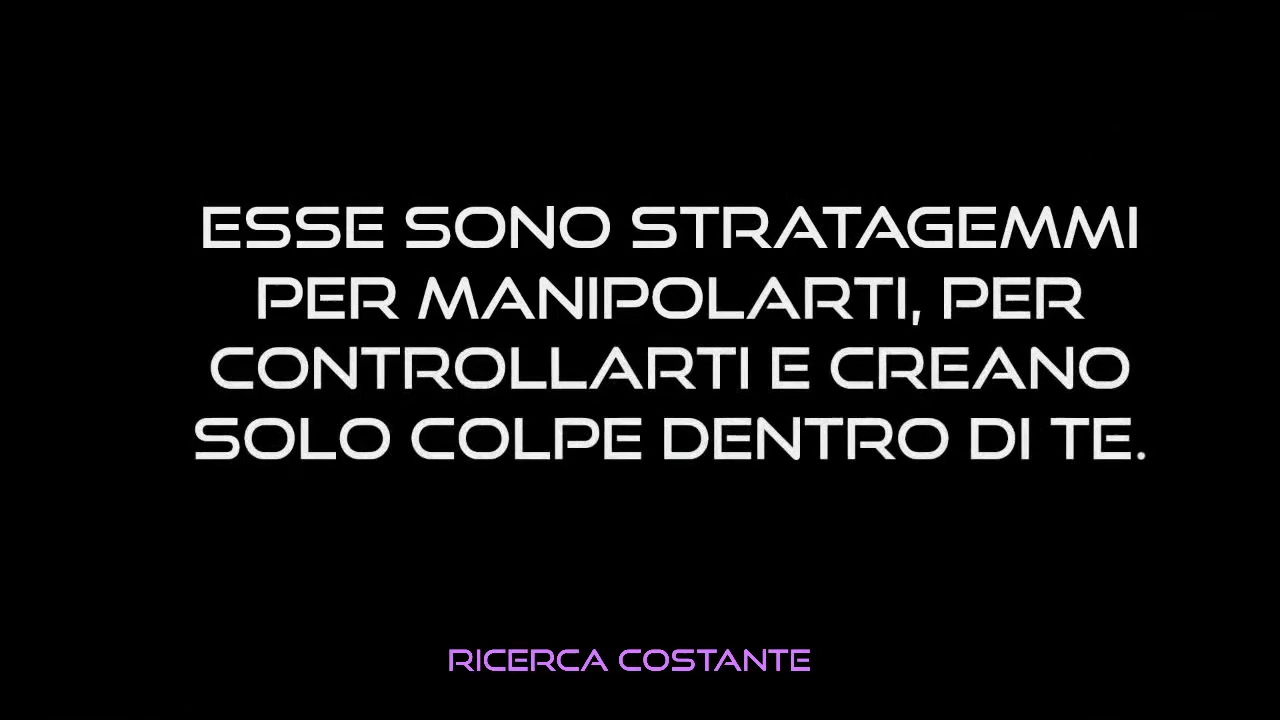 ESSE SONO STRATAGEMMI
PER MANIPOLARTI, PER
CONTROLLARTI E CREANO
SOLO COLPE DENTRO DI TE.
RICERCA COSTANTE